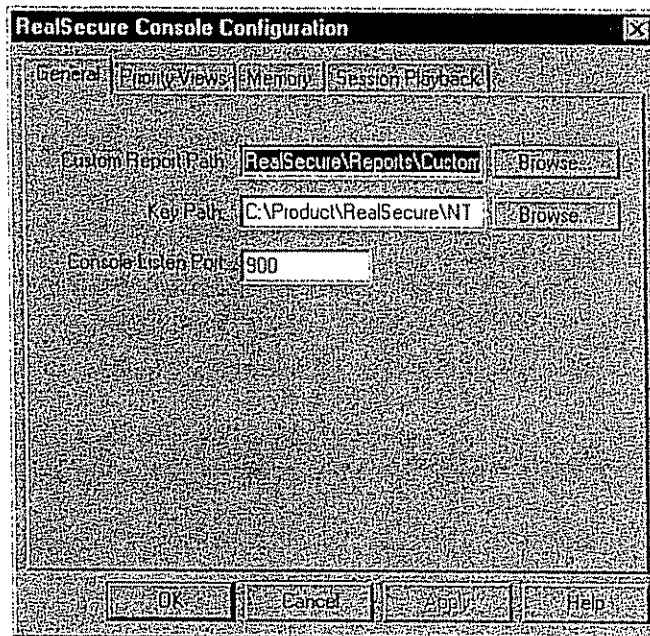 RealSecure Console Configuration
General Priority Views Memory Session Playback
Custom Report Path: RealSecure\Reports\Custom Browse...
Key Path: C:\Product\RealSecure\NT Browse...
Console Listen Port: 900
OK Cancel Apply Help